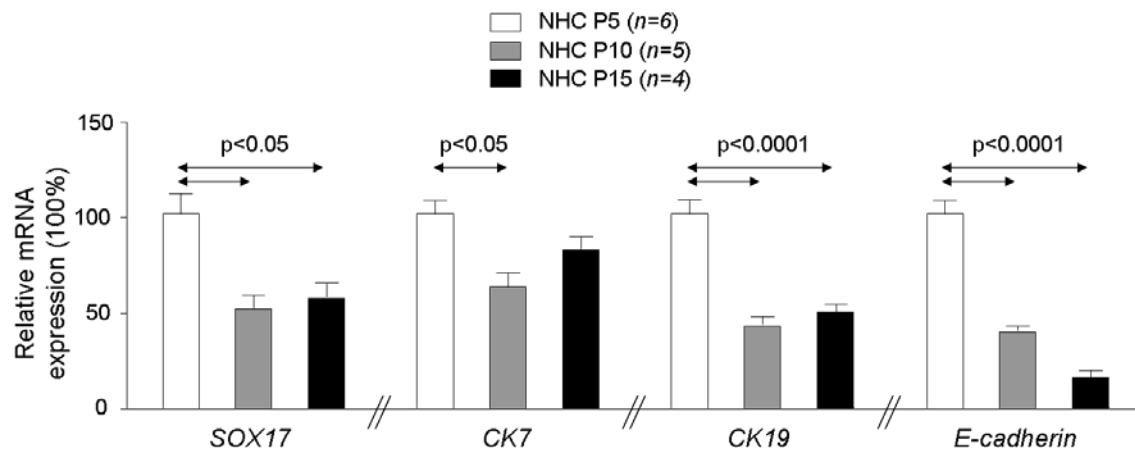 NHC P5 (n=6)
NHC P10 (n=5)
NHC P15 (n=4)
Relative mRNA
expression (100%)
150
100
50
0
p<0.05
p<0.05
p<0.0001
p<0.0001
SOX17
CK7
CK19
E-cadherin